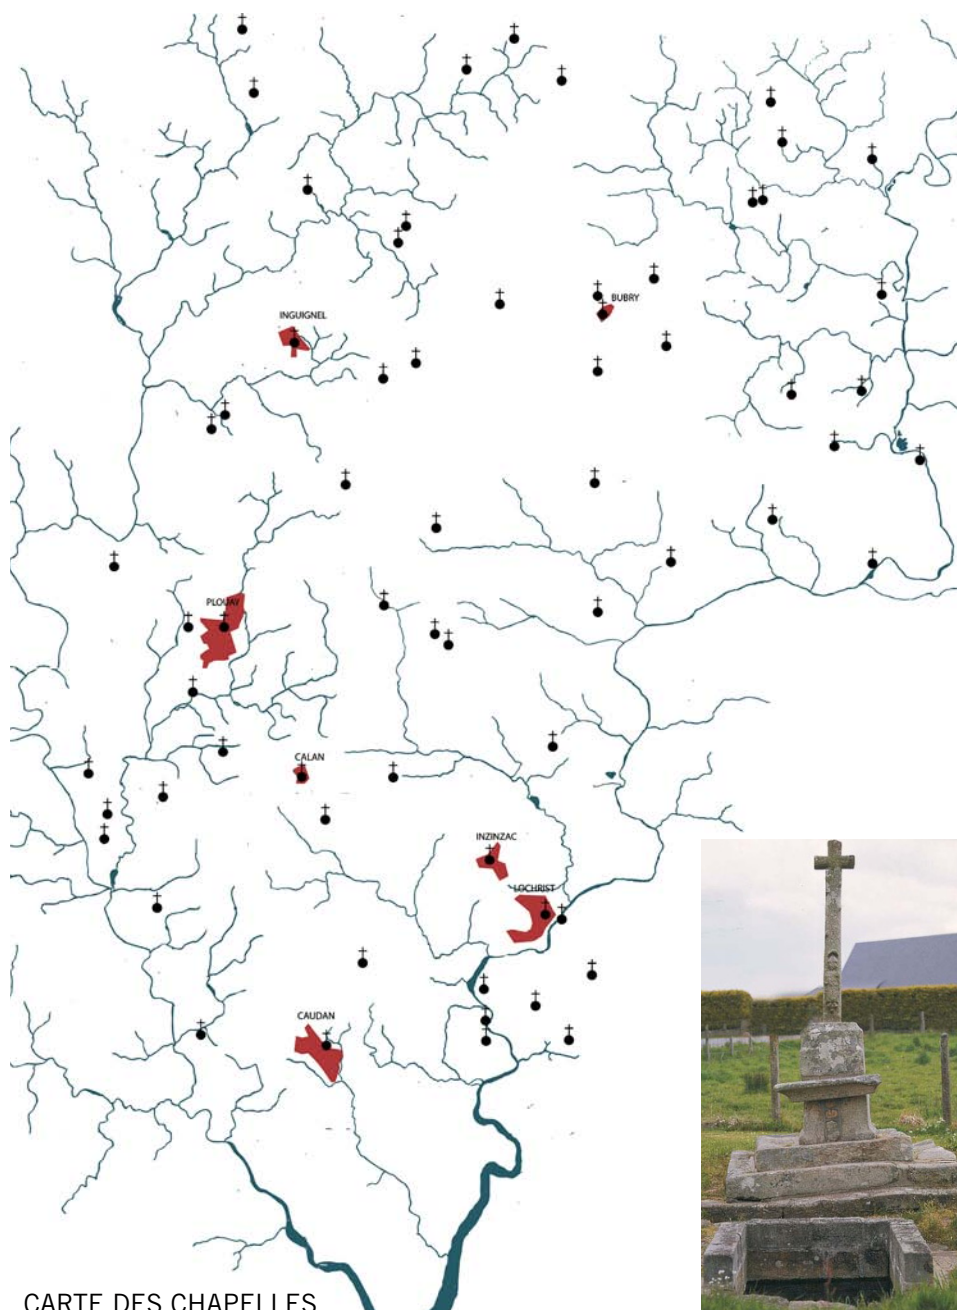 INGUIGNEL
BUBRY
PLOUAY
CALAN
INZINZAC
LOCHRIST
CAUDAN
CARTE DES CHAPELLES